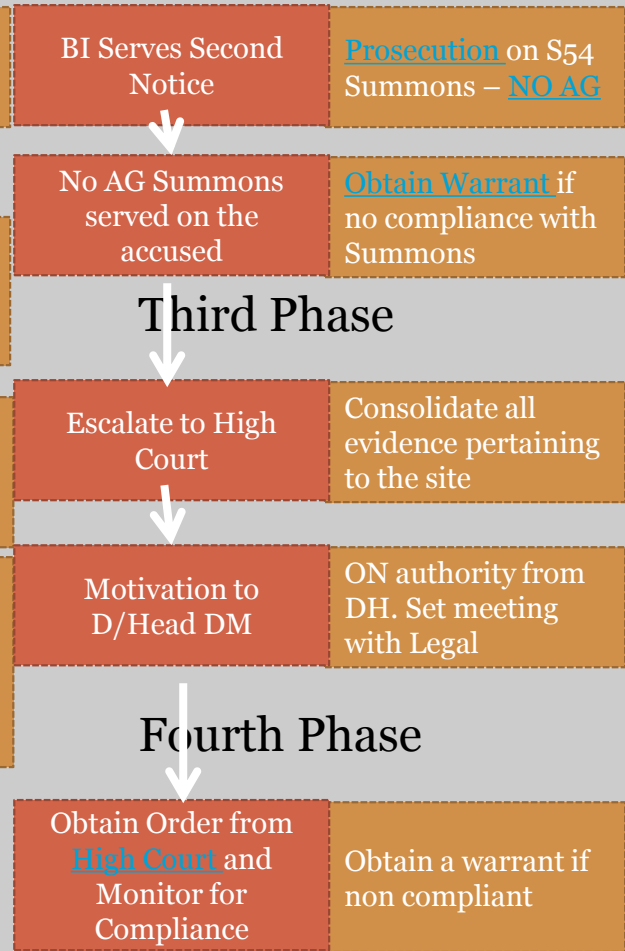 BI Serves Second
Notice
Prosecution on S54
Summons – NO AG
No AG Summons
served on the
accused
Obtain Warrant if
no compliance with
Summons
Third Phase
Escalate to High
Court
Consolidate all
evidence pertaining
to the site
Motivation to
D/Head DM
ON authority from
DH. Set meeting
with Legal
Fourth Phase
Obtain Order from
High Court and
Monitor for
Compliance
Obtain a warrant if
non compliant